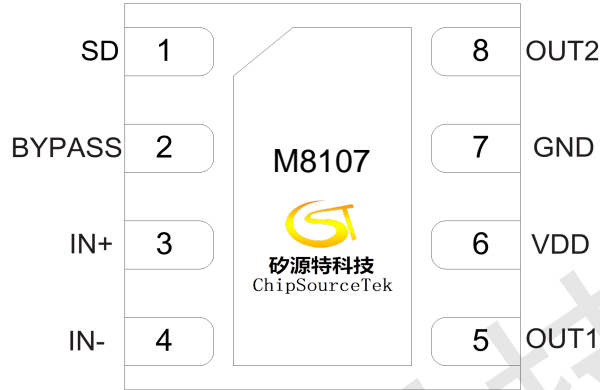 SD 1 8 OUT2
BYPASS 2 7 GND
M8107
矽源特科技
ChipSourceTek
IN+ 3 6 VDD
IN- 4 5 OUT1